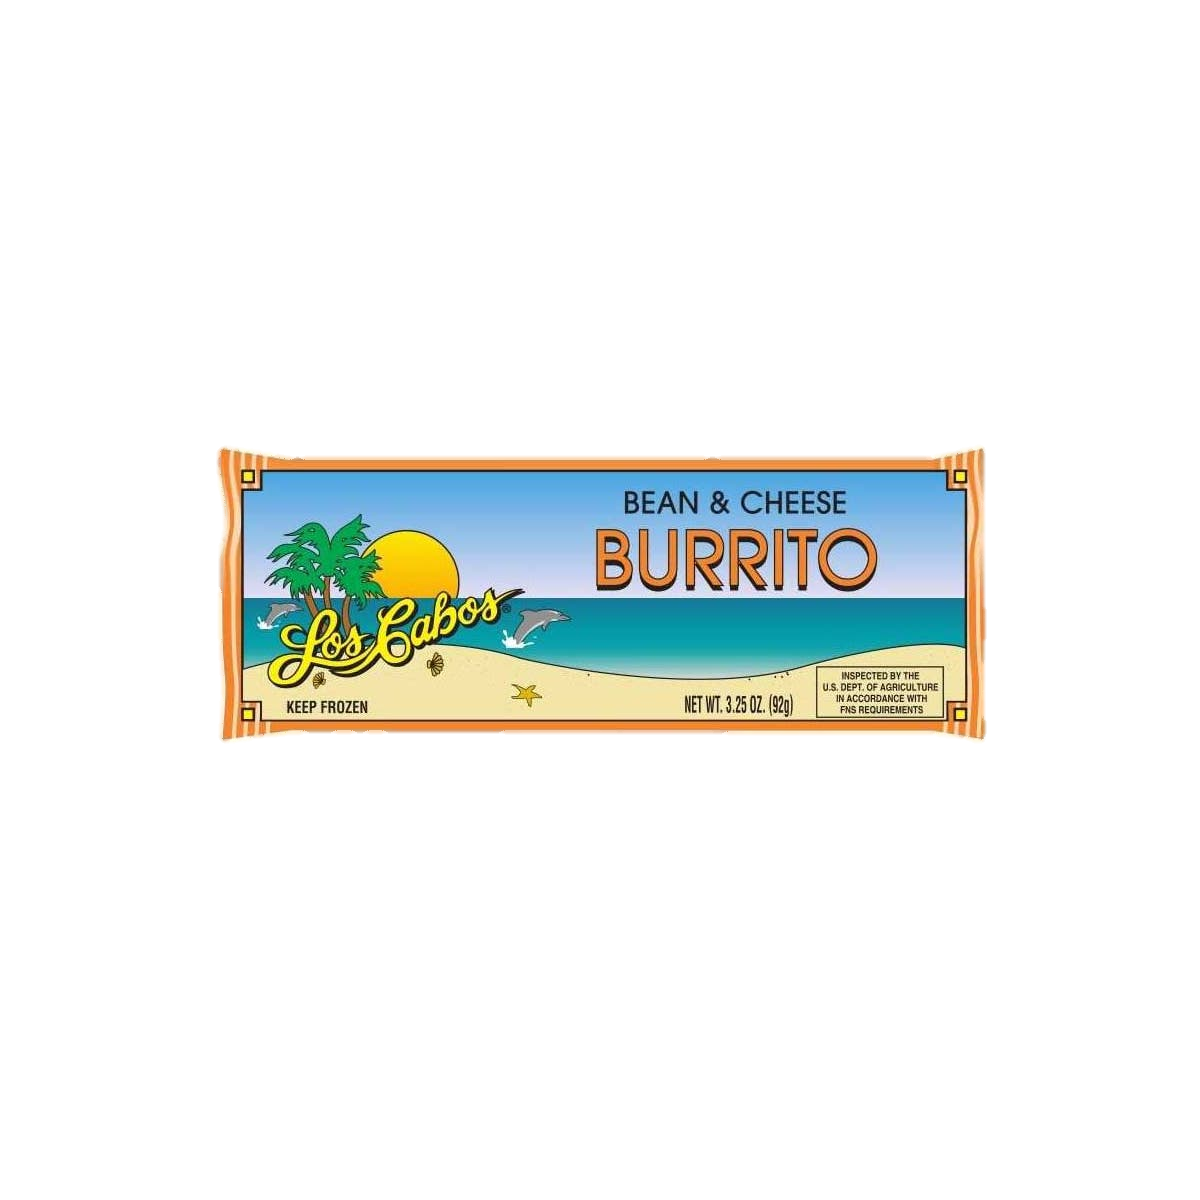 BEAN & CHEESE
BURRITO
Los Cabos®
KEEP FROZEN
NET WT. 3.25 OZ. (92g)
INSPECTED BY THE
U.S. DEPT. OF AGRICULTURE
IN ACCORDANCE WITH
FNS REQUIREMENTS